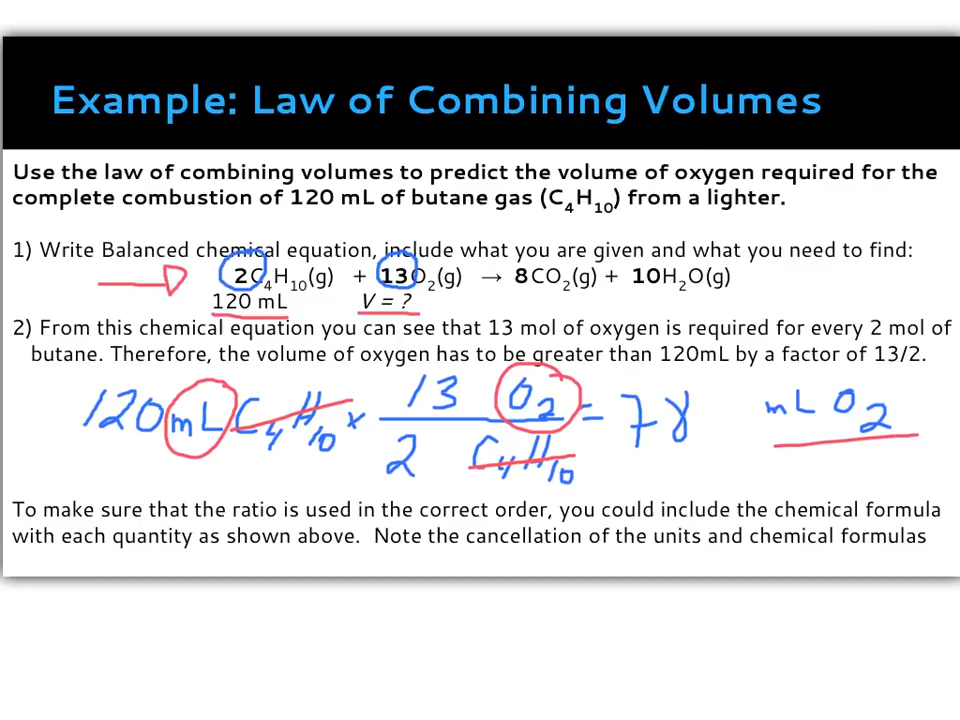 Example: Law of Combining Volumes
Use the law of combining volumes to predict the volume of oxygen required for the
complete combustion of 120 mL of butane gas (C₄H₁₀) from a lighter.
1) Write Balanced chemical equation, include what you are given and what you need to find:
2C₄H₁₀(g) + 13O₂(g) → 8CO₂(g) + 10H₂O(g)
120 mL V = ?
2) From this chemical equation you can see that 13 mol of oxygen is required for every 2 mol of
butane. Therefore, the volume of oxygen has to be greater than 120mL by a factor of 13/2.
13 O₂
120 mL C₄H₁₀ × = 78 mL O₂
2 C₄H₁₀
To make sure that the ratio is used in the correct order, you could include the chemical formula
with each quantity as shown above. Note the cancellation of the units and chemical formulas